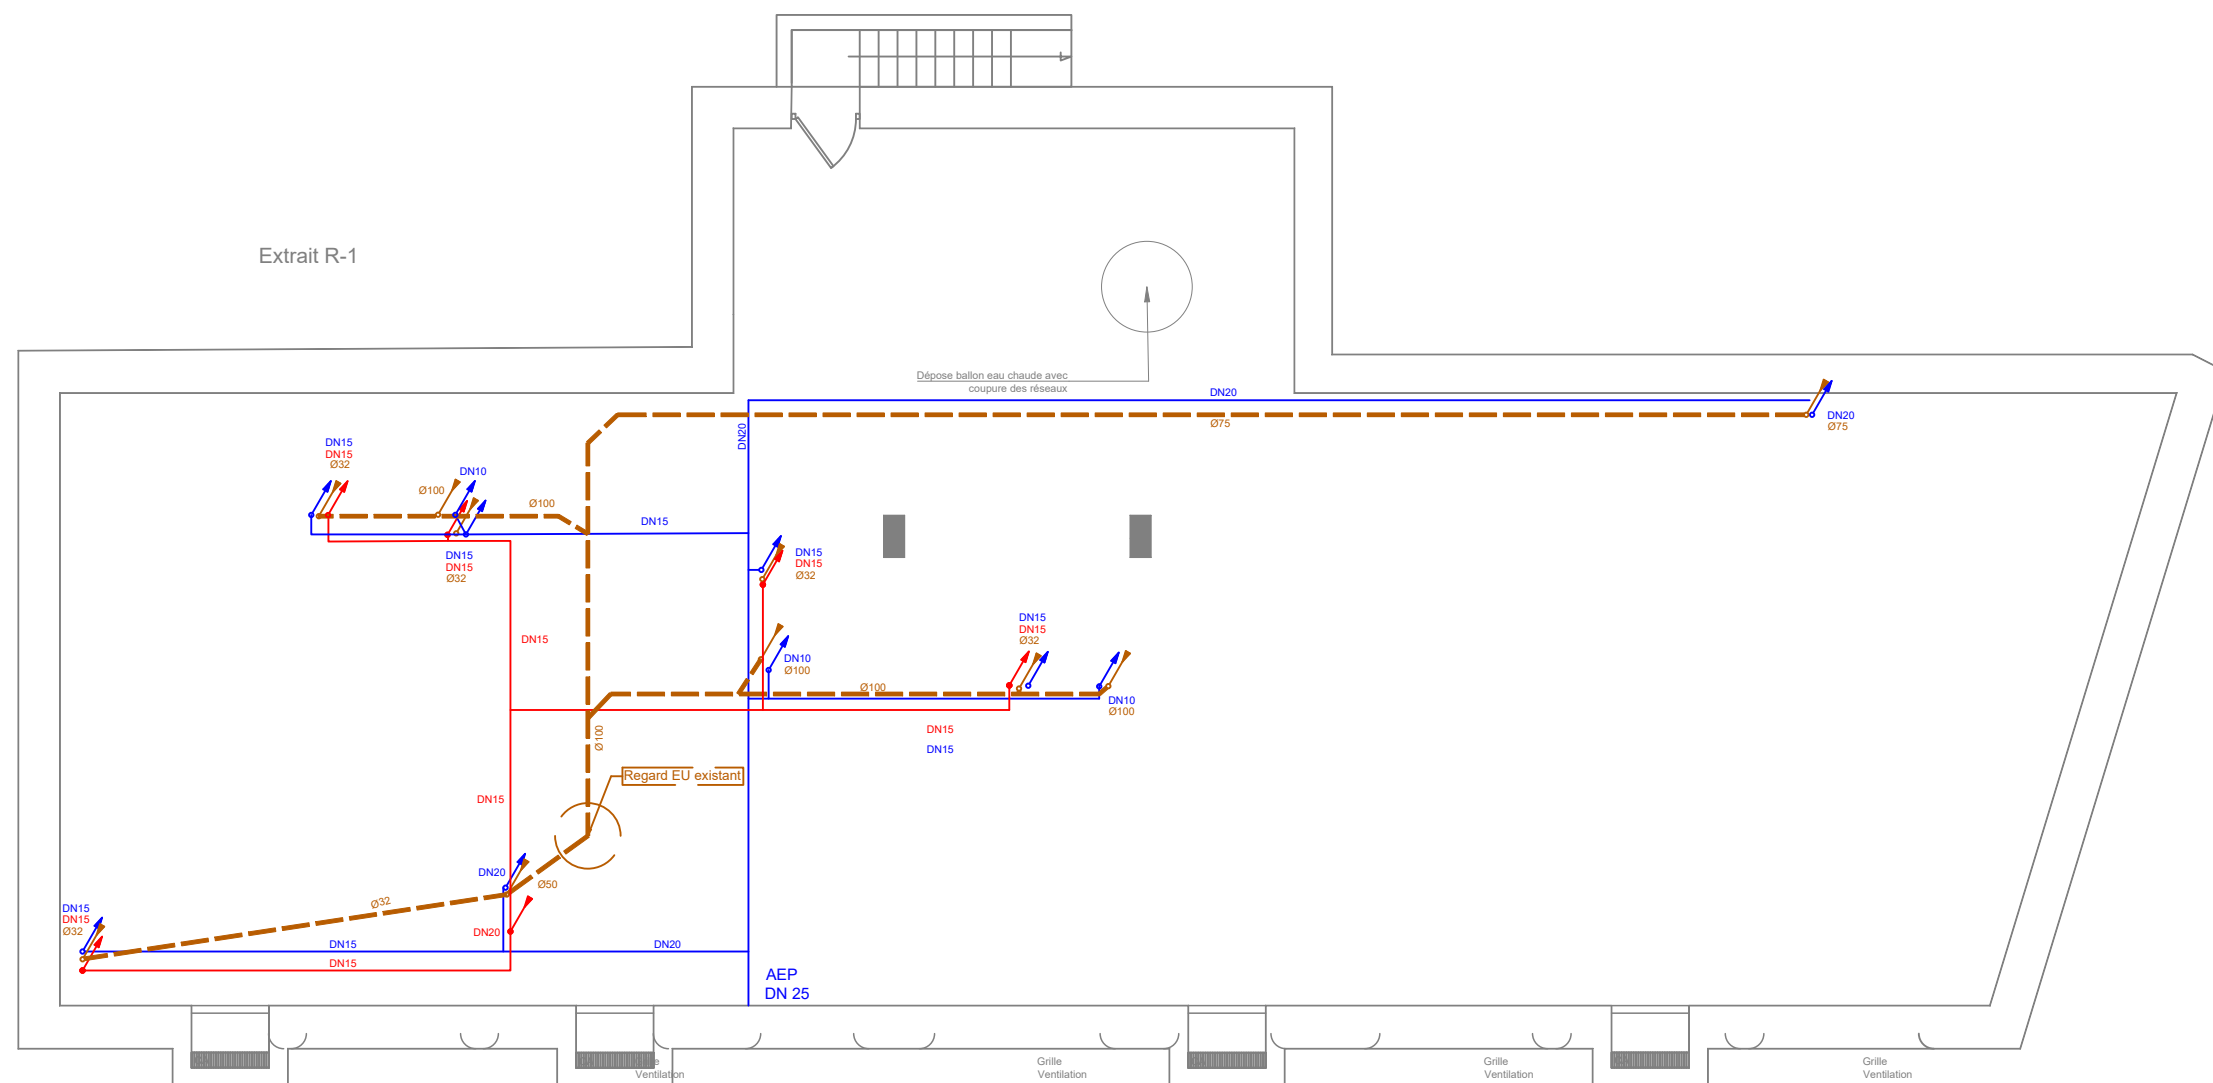 Extrait R-1
Dépose ballon eau chaude avec
coupure des réseaux
DN20
DN20
Ø75
DN20
Ø75
DN15
DN15
Ø32
DN10
Ø100
Ø100
DN15
DN15
DN15
Ø32
DN15
DN15
Ø32
DN15
DN15
DN15
Ø32
DN10
Ø100
Ø100
DN10
Ø100
Ø100
DN15
DN15
Regard EU existant
DN15
DN20
Ø50
Ø32
DN15
DN15
Ø32
DN20
DN15
DN20
DN15
AEP
DN 25
Ventilation
Grille
Ventilation
Grille
Ventilation
Grille
Ventilation